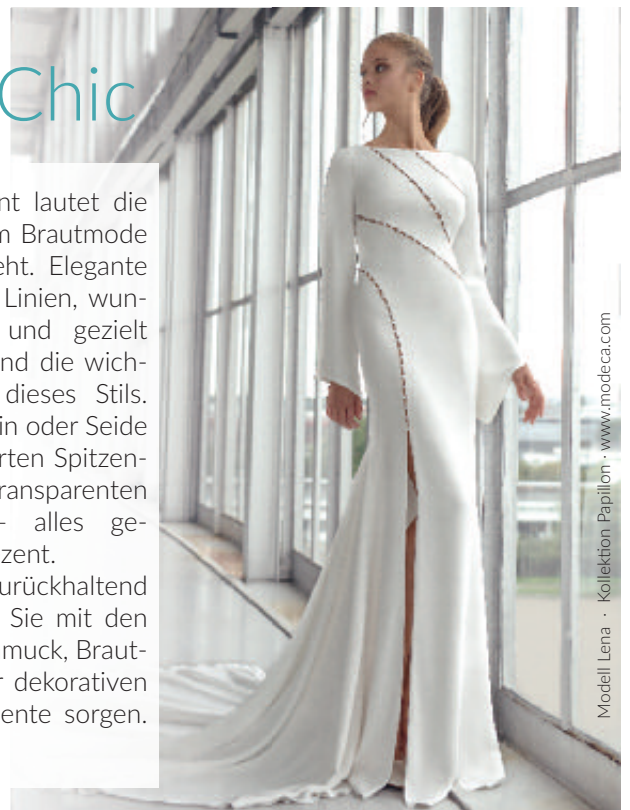 Chic
nt lautet die
m Brautmode
eht. Elegante
Linien, wun-
und gezielt
nd die wich-
dieses Stils.
in oder Seide
rten Spitzen-
ransparenten
- alles ge-
zent.
urückhaltend
Sie mit den
muck, Braut-
r dekorativen
ente sorgen.
Modell Lena · Kollektion Papillon · www.modeca.com